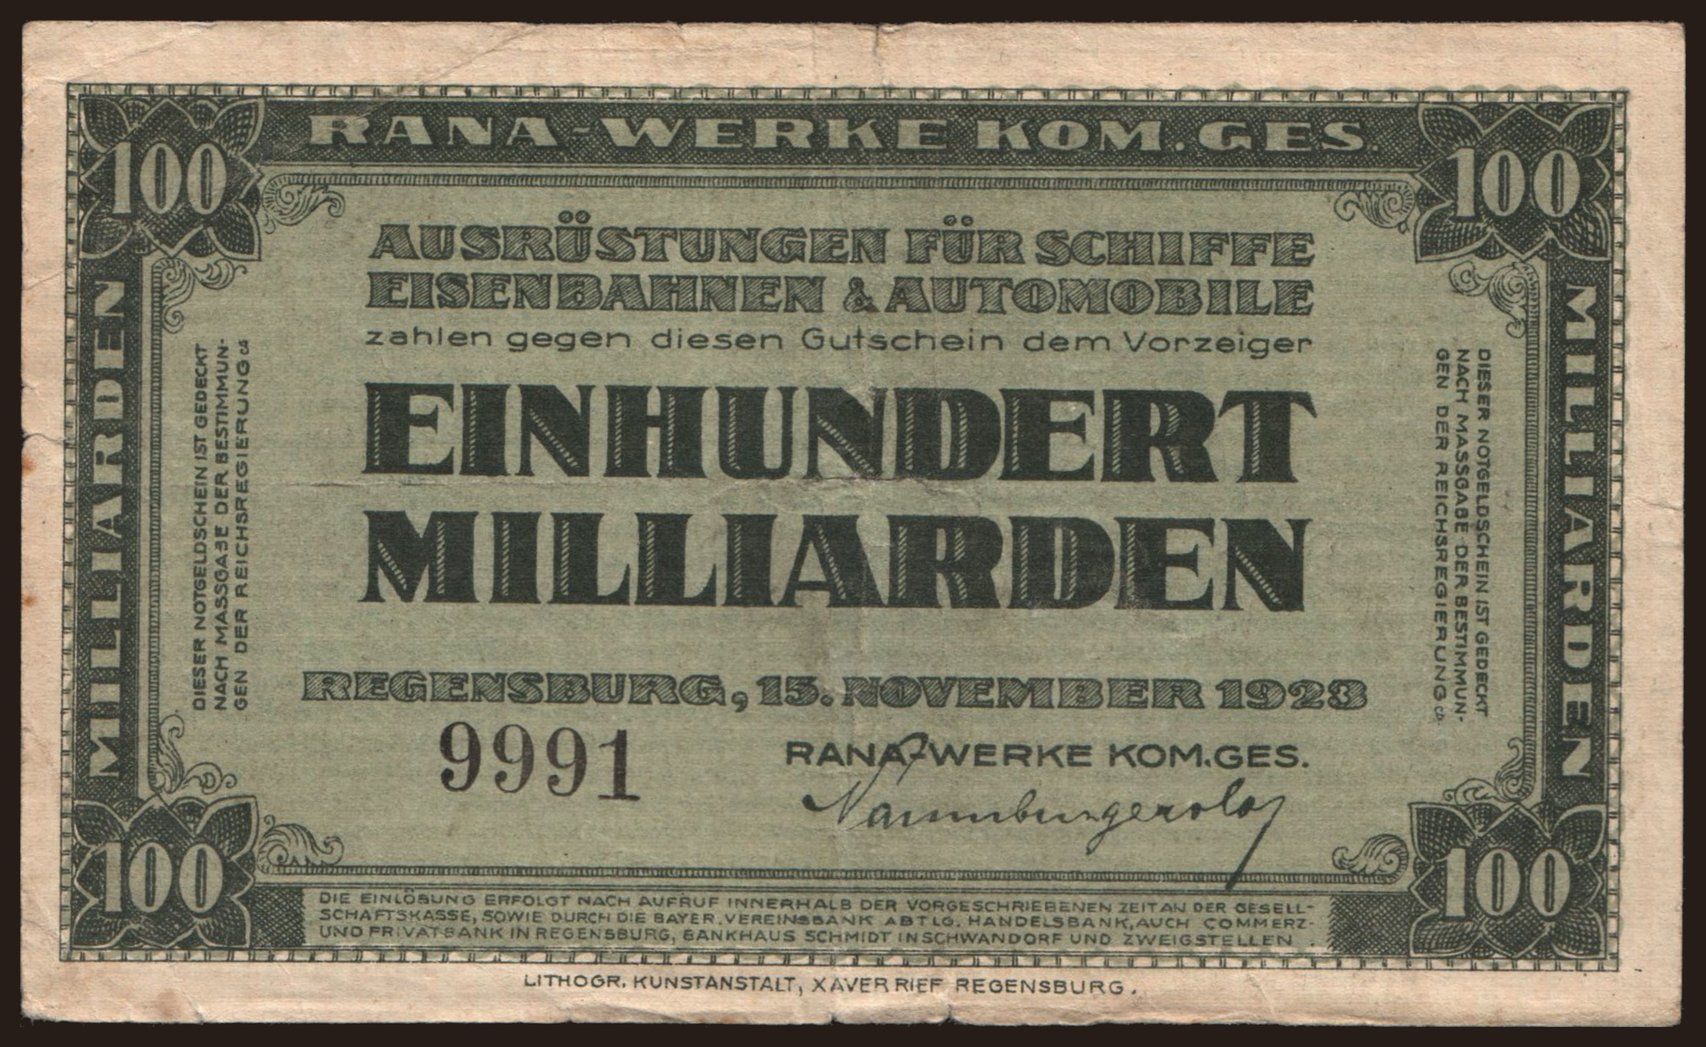 RANA-WERKE KOM.GES.
100
100
AUSRÜSTUNGEN FÜR SCHIFFE
EISENBAHNEN & AUTOMOBILE
zahlen gegen diesen Gutschein dem Vorzeiger
EINHUNDERT
MILLIARDEN
REGENSBURG, 15. NOVEMBER 1923
9991
RANA-WERKE KOM.GES.
MILLIARDEN
DIESER NOTGELDSCHEIN IST GEDECKT
NACH MASSGABE DER BESTIMMUN-
GEN DER REICHSREGIERUNG
DIESER NOTGELDSCHEIN IST GEDECKT
NACH MASSGABE DER BESTIMMUN-
GEN DER REICHSREGIERUNG
MILLIARDEN
100
100
DIE EINLÖSUNG ERFOLGT NACH AUFRUF INNERHALB DER VORGESCHRIEBENEN ZEIT AN DER GESELL-
SCHAFTSKASSE, SOWIE DURCH DIE BAYER. VEREINSBANK ABTLG. HANDELSBANK, AUCH COMMERZ-
UND PRIVATBANK IN REGENSBURG, BANKHAUS SCHMIDT IN SCHWANDORF UND ZWEIGSTELLEN.
LITHOGR. KUNSTANSTALT, XAVER RIEF REGENSBURG.